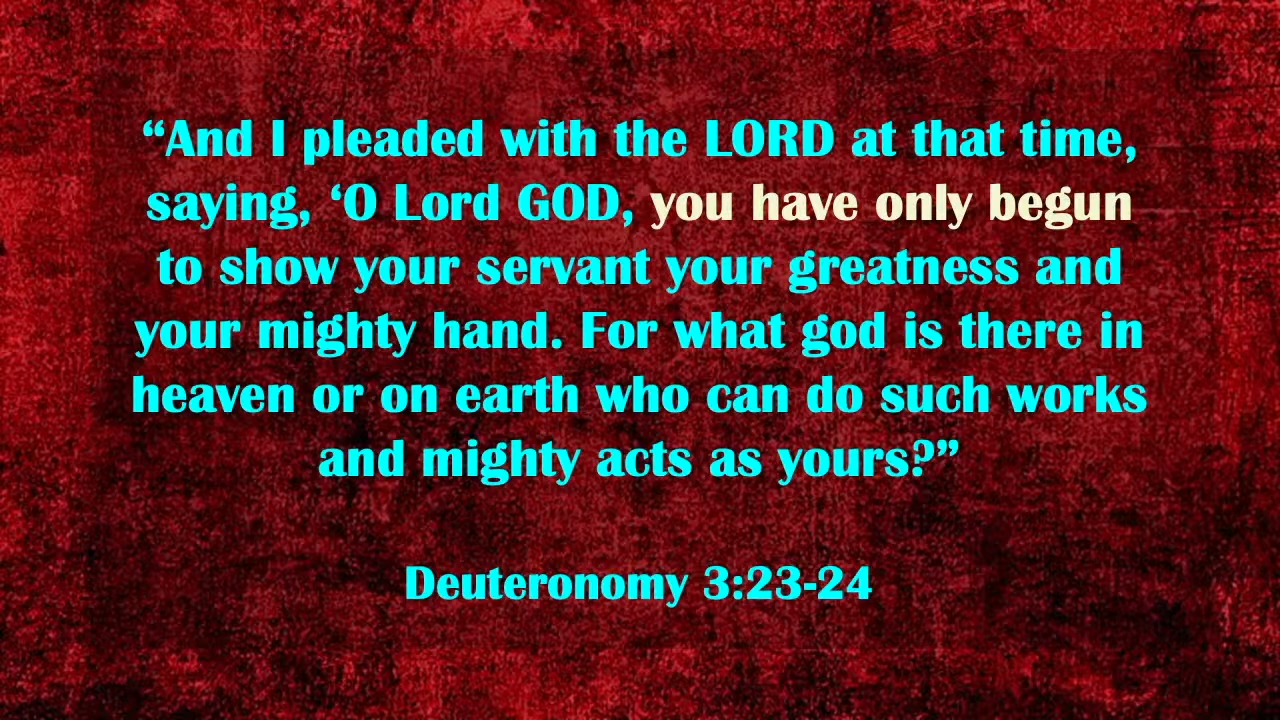 “And I pleaded with the LORD at that time,
saying, ‘O Lord GOD, you have only begun
to show your servant your greatness and
your mighty hand. For what god is there in
heaven or on earth who can do such works
and mighty acts as yours?”
Deuteronomy 3:23-24